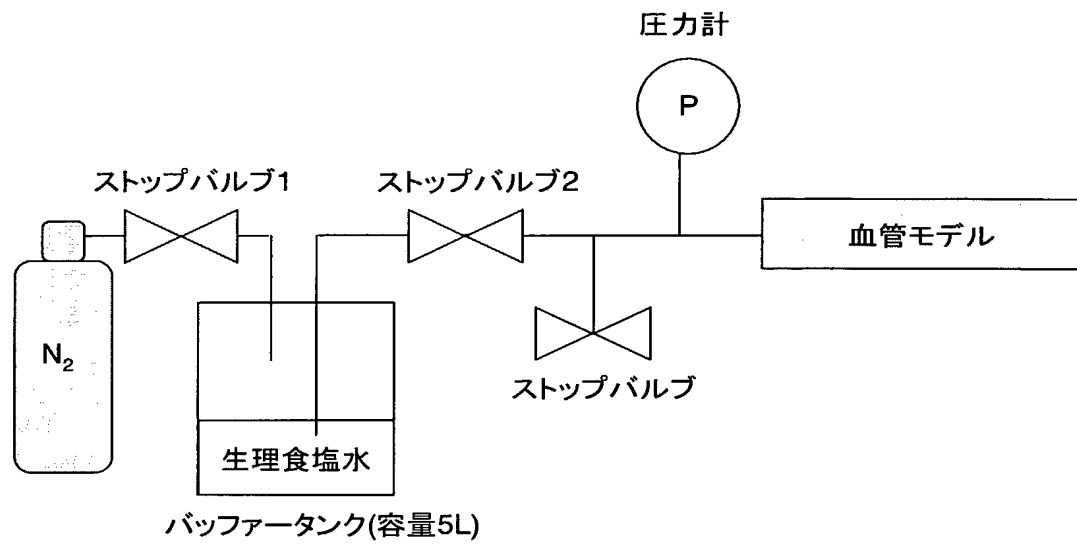 圧力計
P
ストップバルブ1
ストップバルブ2
血管モデル
N₂
ストップバルブ
生理食塩水
バッファータンク(容量5L)